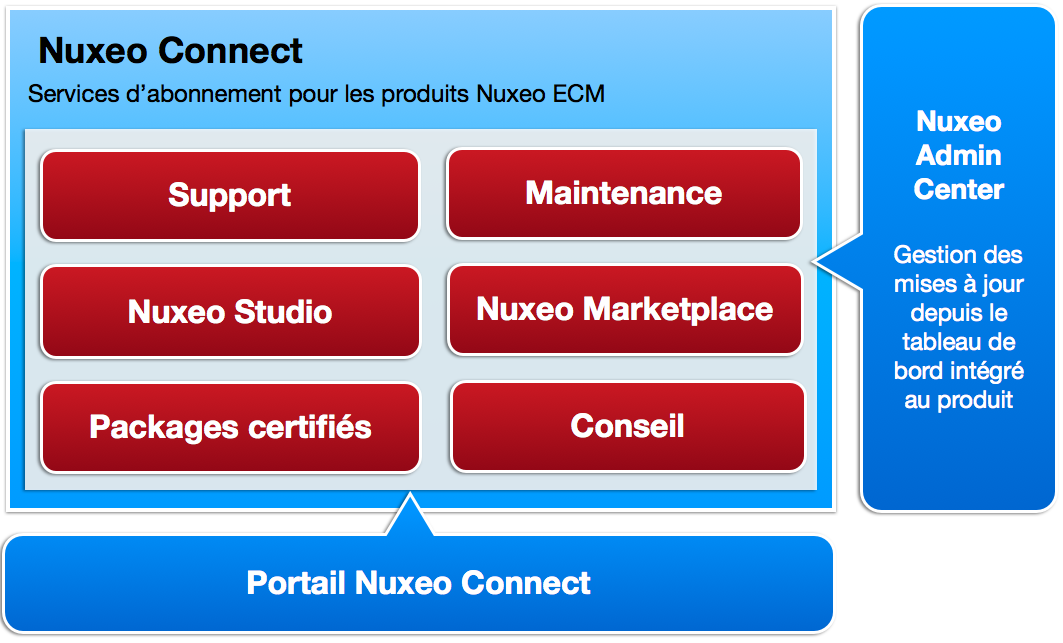 Nuxeo Connect
Services d’abonnement pour les produits Nuxeo ECM
Support
Maintenance
Nuxeo Studio
Nuxeo Marketplace
Packages certifiés
Conseil
Nuxeo
Admin
Center
Gestion des
mises à jour
depuis le
tableau de
bord intégré
au produit
Portail Nuxeo Connect